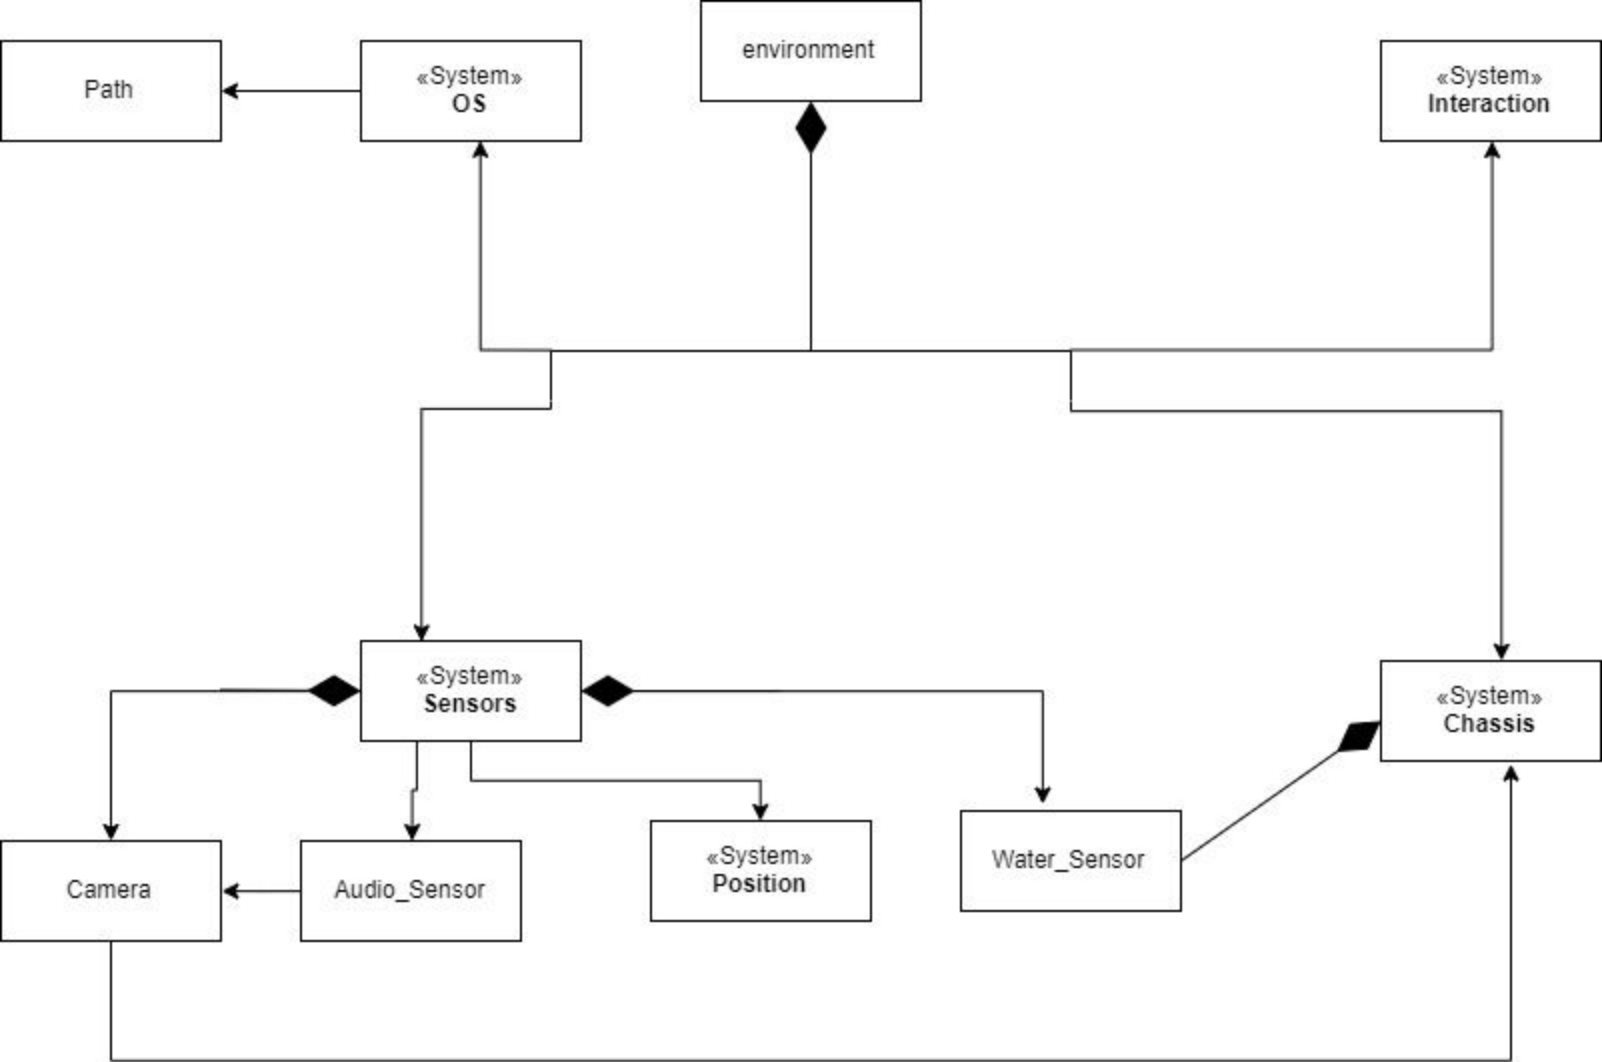 environment
Path
«System»
OS
«System»
Interaction
«System»
Sensors
«System»
Chassis
Camera
Audio_Sensor
«System»
Position
Water_Sensor